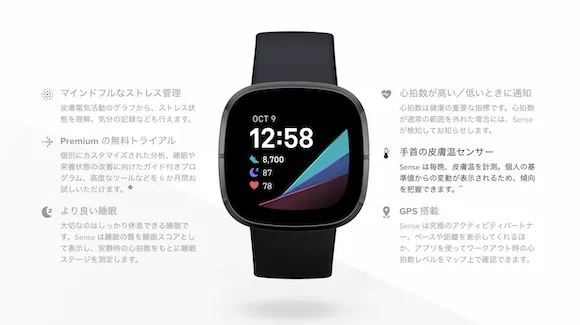 マインドフルなストレス管理
皮膚電気活動のグラフから、ストレス状
態を理解。気分の記録なども行えます。
Premium の無料トライアル
個別にカスタマイズされた分析、睡眠や
栄養状態の改善に向けたガイド付きプロ
グラム、高度なツールなどを 6 か月間お
試しいただけます。◆
より良い睡眠
大切なのはしっかり休息できる睡眠で
す。Sense は睡眠の質を睡眠スコアとし
て表示し、安静時の心拍数をもとに睡眠
ステージを測定します。
OCT 9
12:58
8,700
87
72
心拍数が高い／低いときに通知
心拍数は健康の重要な指標です。心拍数
が通常の範囲を外れた場合には、Sense
が検知してお知らせします。
手首の皮膚温センサー
Sense は毎晩、皮膚温を計測。個人の基
準値からの変動が表示されるため、傾向
を把握できます。
GPS 搭載
Sense は究極のアクティビティパートナ
ー。ペースや距離を表示してくれるほ
か、アプリを使ってワークアウト時の心
拍数レベルをマップ上で確認できます。